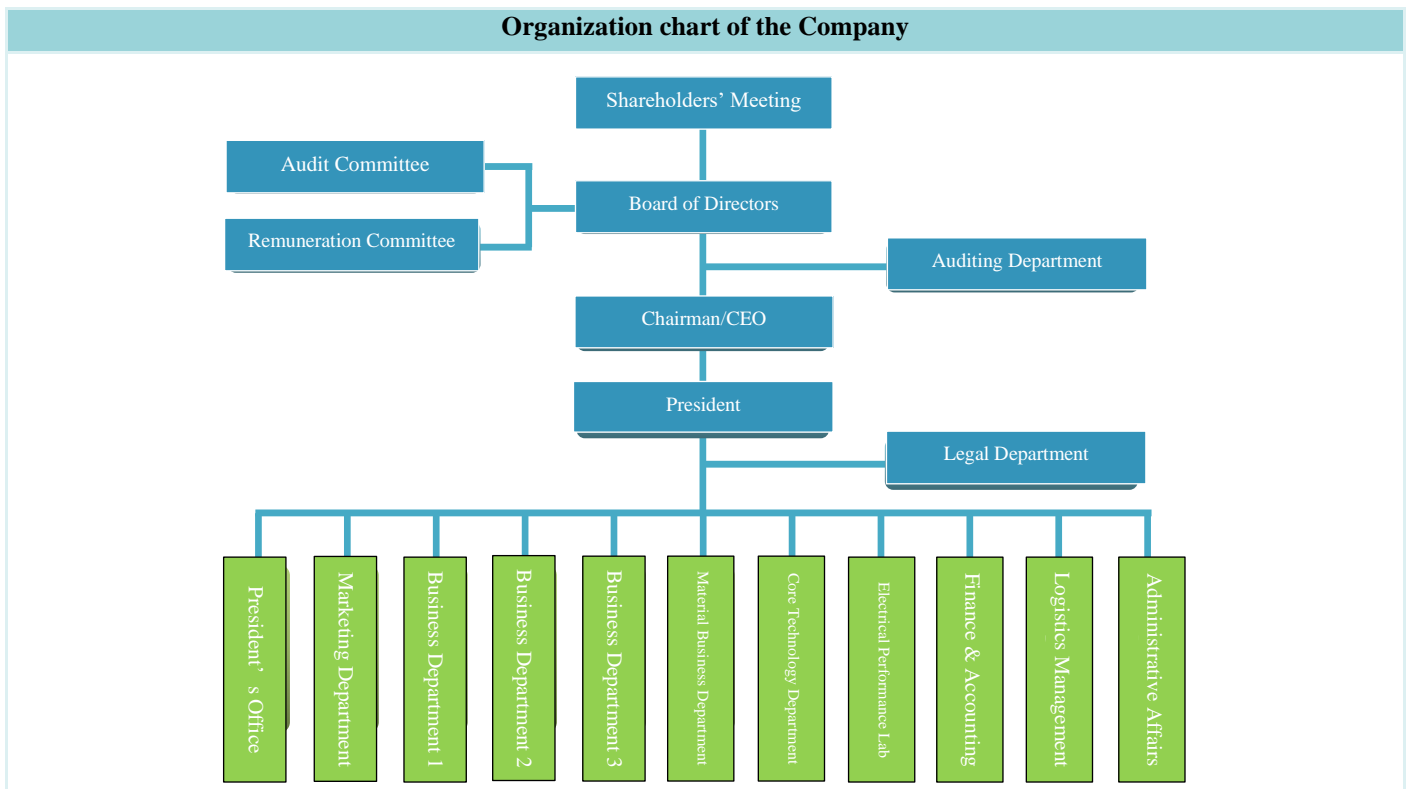 Organization chart of the Company
Shareholders’ Meeting
Audit Committee
Board of Directors
Remuneration Committee
Auditing Department
Chairman/CEO
President
Legal Department
President’ s Office
Marketing Department
Business Department 1
Business Department 2
Business Department 3
Material Business Department
Core Technology Department
Electrical Performance Lab
Finance & Accounting
Logistics Management
Administrative Affairs